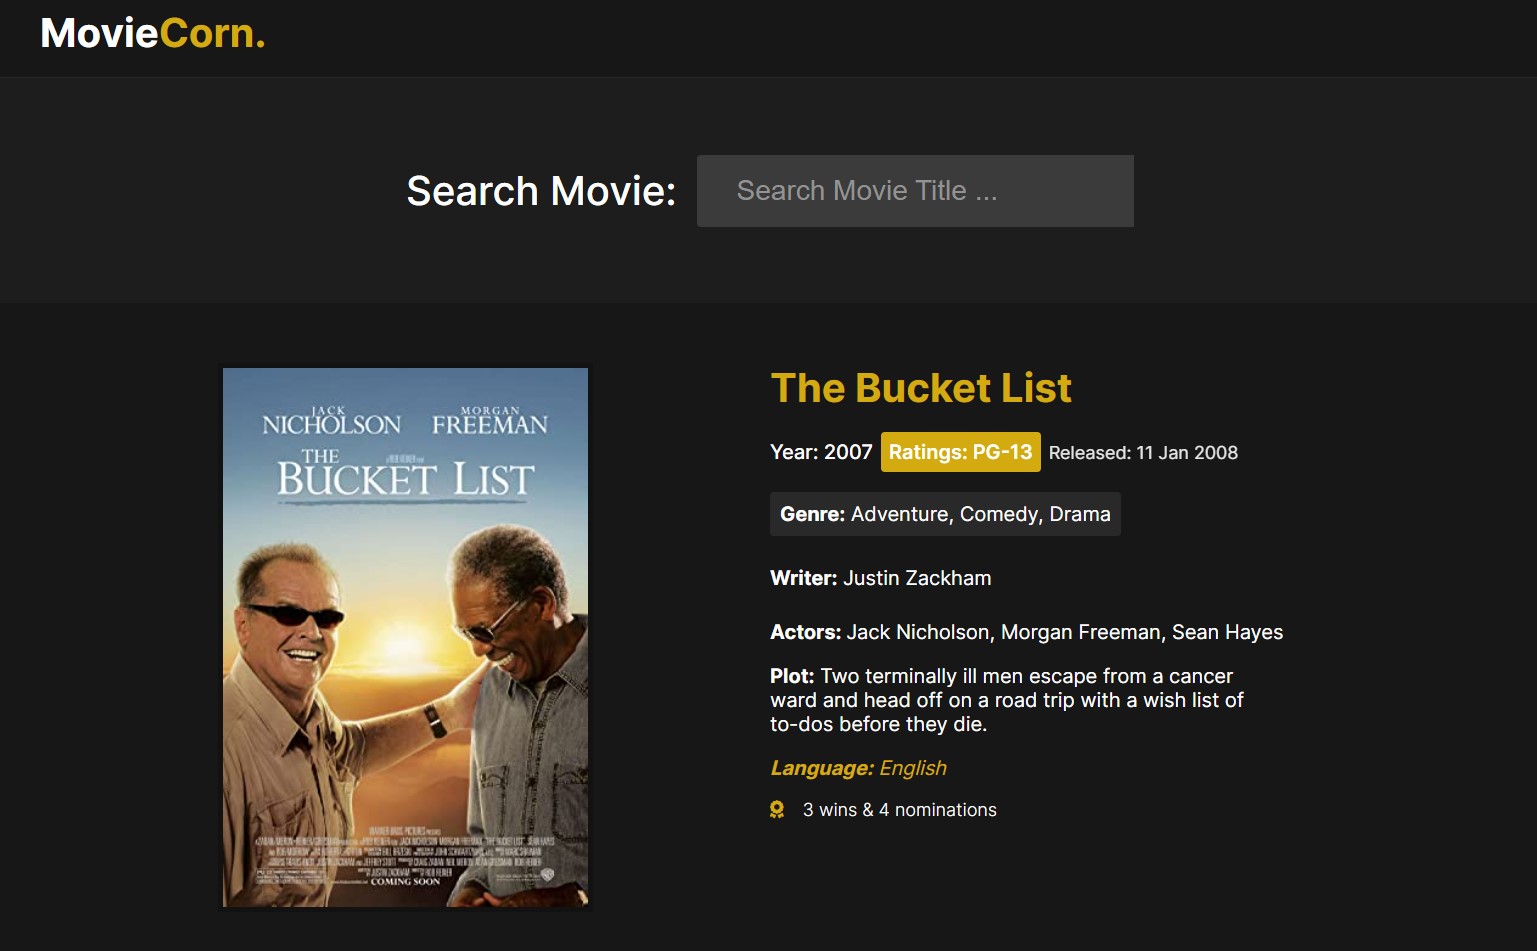 MovieCorn.
Search Movie:
Search Movie Title ...
JACK
NICHOLSON
MORGAN
FREEMAN
THE
BUCKET LIST
WARNER BROS. PICTURES
COMING SOON
The Bucket List
Year: 2007
Ratings: PG-13
Released: 11 Jan 2008
Genre: Adventure, Comedy, Drama
Writer: Justin Zackham
Actors: Jack Nicholson, Morgan Freeman, Sean Hayes
Plot: Two terminally ill men escape from a cancer
ward and head off on a road trip with a wish list of
to-dos before they die.
Language: English
3 wins & 4 nominations